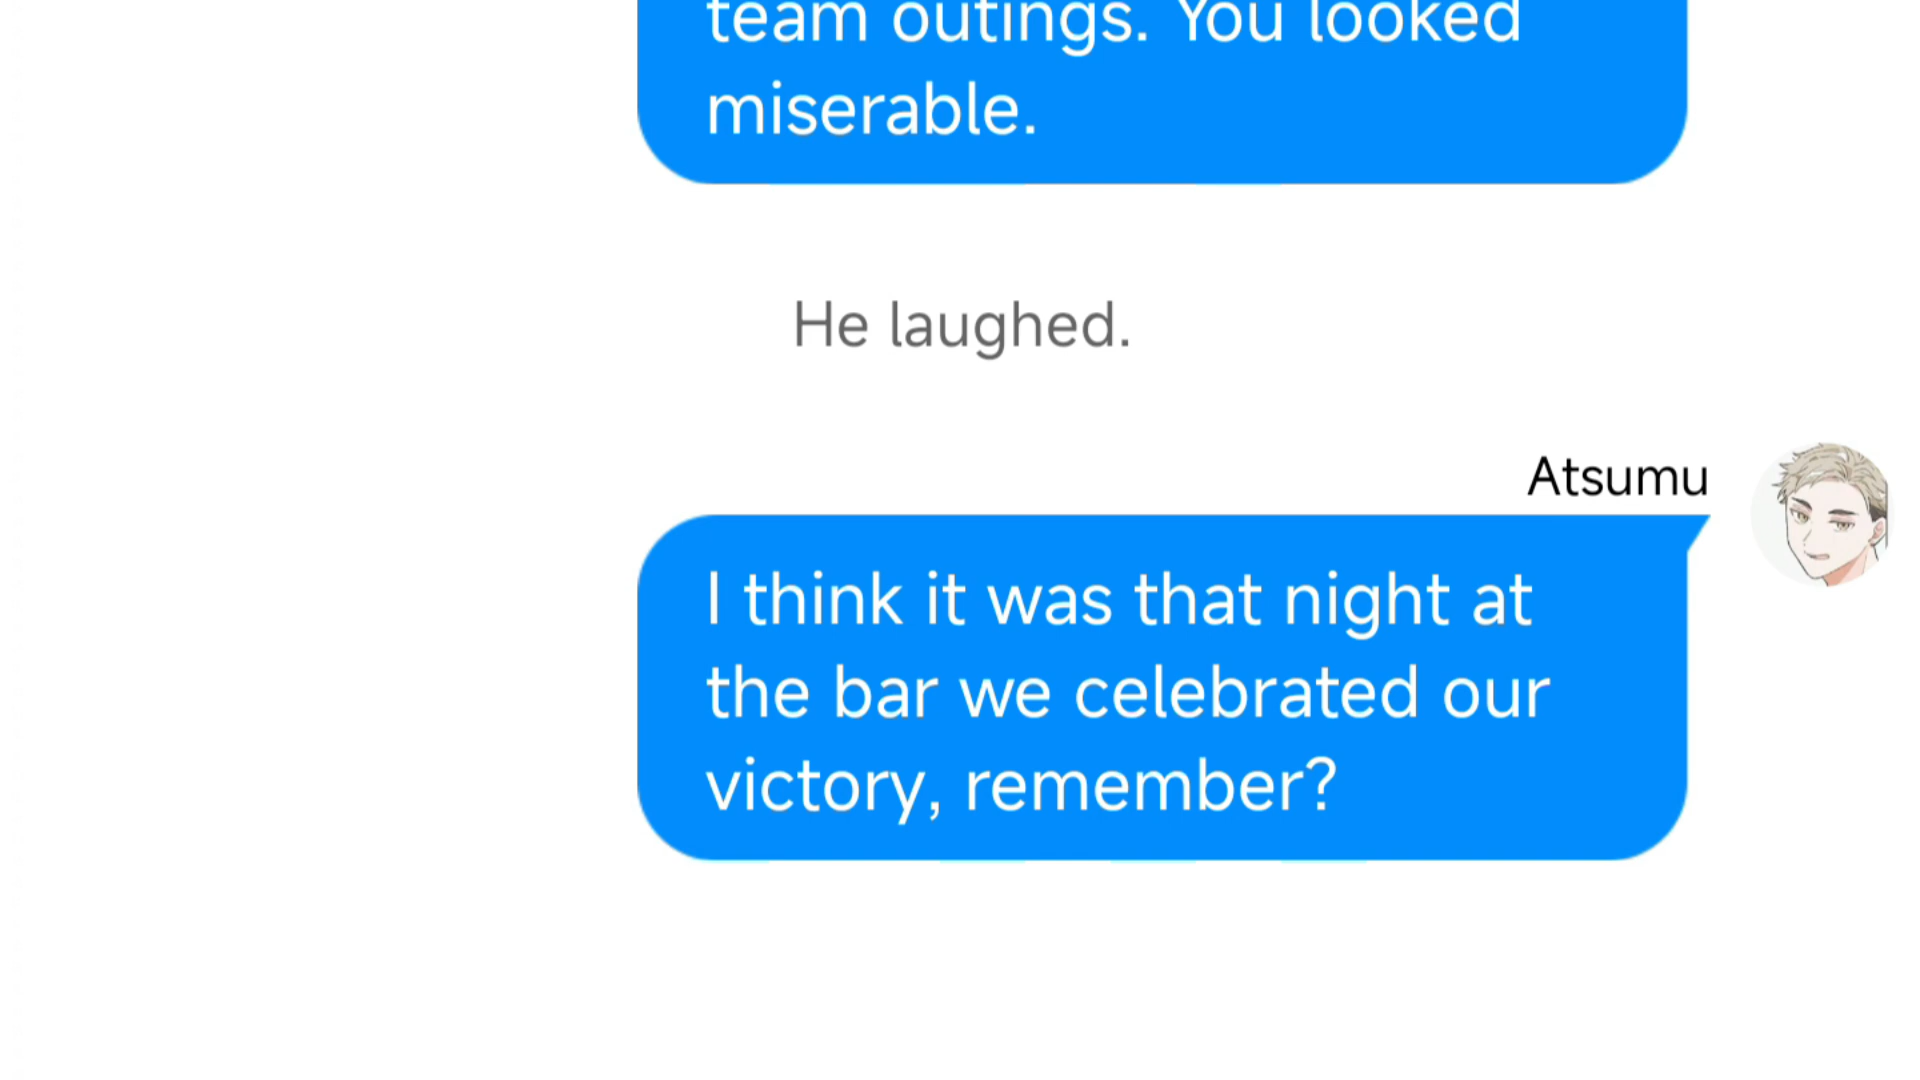 team outings. You looked
miserable.
He laughed.
Atsumu
I think it was that night at
the bar we celebrated our
victory, remember?